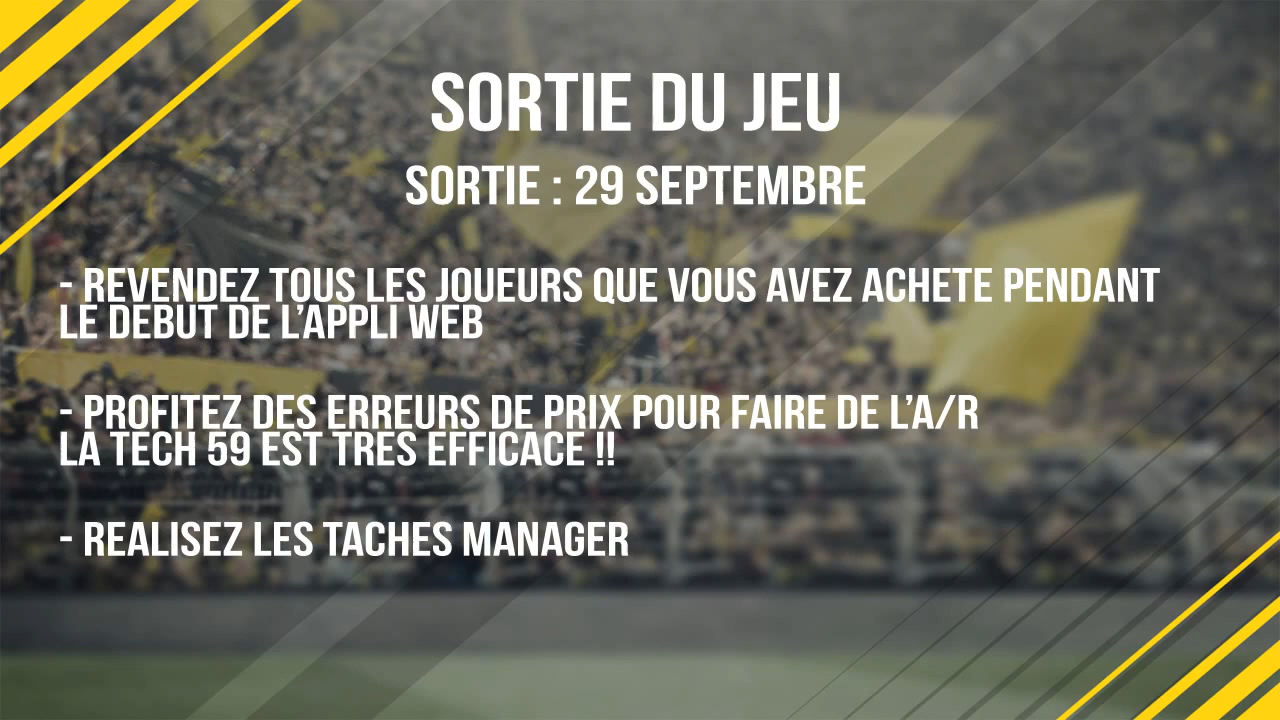 SORTIE DU JEU
SORTIE : 29 SEPTEMBRE
- REVENDEZ TOUS LES JOUEURS QUE VOUS AVEZ ACHETE PENDANT
LE DEBUT DE L'APPLI WEB
- PROFITEZ DES ERREURS DE PRIX POUR FAIRE DE L'A/R
LA TECH 59 EST TRES EFFICACE !!
- REALISEZ LES TACHES MANAGER